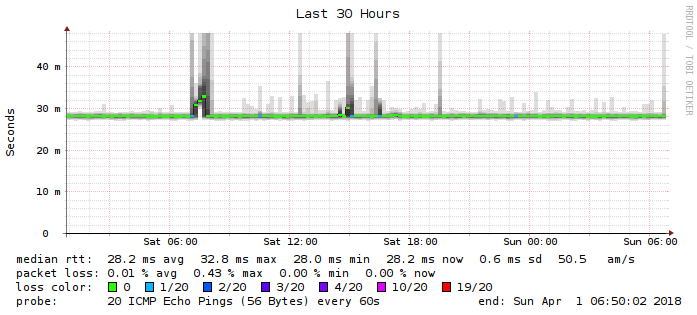 Last 30 Hours
RRDTOOL / TOBI OETIKER
Seconds
40 m
30 m
20 m
10 m
0
Sat 06:00 Sat 12:00 Sat 18:00 Sun 00:00 Sun 06:00
median rtt: 28.2 ms avg 32.8 ms max 28.0 ms min 28.2 ms now 0.6 ms sd 50.5 am/s
packet loss: 0.01 % avg 0.43 % max 0.00 % min 0.00 % now
loss color: 0 1/20 2/20 3/20 4/20 10/20 19/20
probe: 20 ICMP Echo Pings (56 Bytes) every 60s end: Sun Apr 1 06:50:02 2018